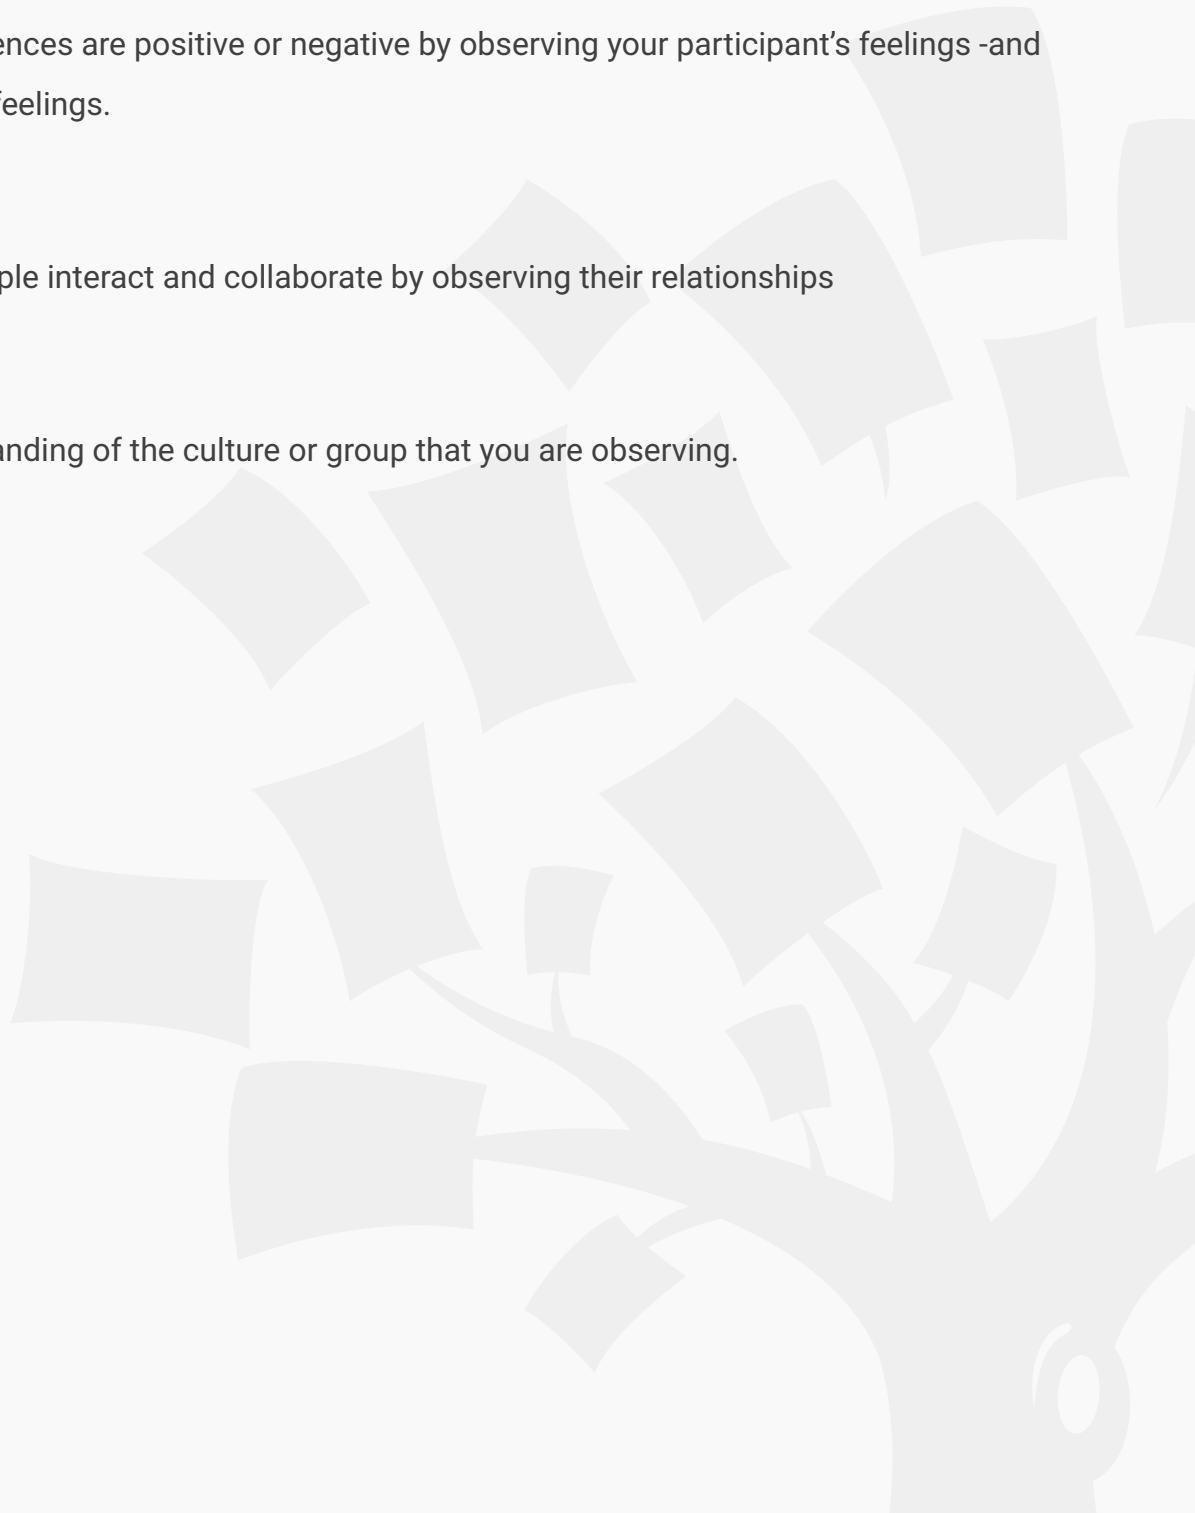 ences are positive or negative by observing your participant’s feelings -and
feelings.
ple interact and collaborate by observing their relationships
anding of the culture or group that you are observing.